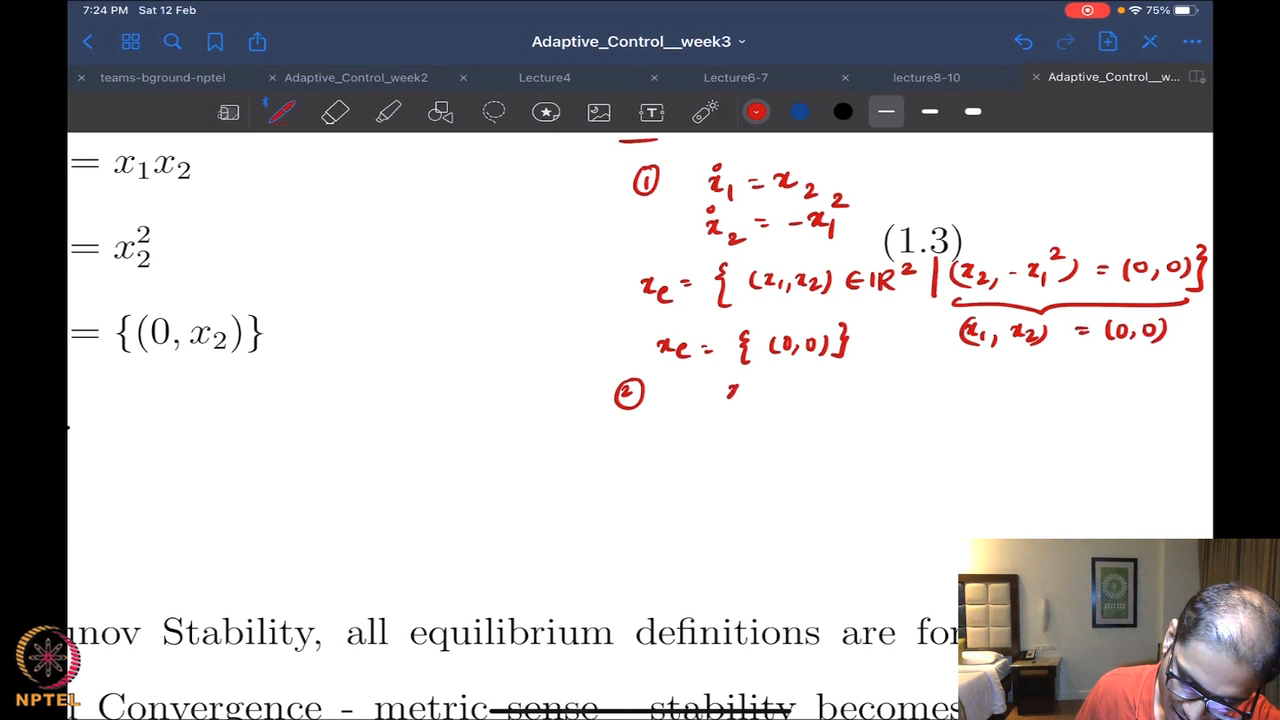 7:24 PM Sat 12 Feb
75%
Adaptive_Control__week3
teams-bground-nptel
Adaptive_Control_week2
Lecture4
Lecture6-7
lecture8-10
Adaptive_Control__w...
= x₁x₂
= x₂²
= {(0, x₂)}
① ẋ₁ = x₂
ẋ₂ = -x₁²
(1.3)
xₑ = { (x₁,x₂) ∈ ℝ² | (x₂, -x₁²) = (0,0) }
(x₁, x₂) = (0,0)
xₑ = { (0,0) }
② x
unov Stability, all equilibrium definitions are for
Convergence - metric sense stability becomes
NPTEL